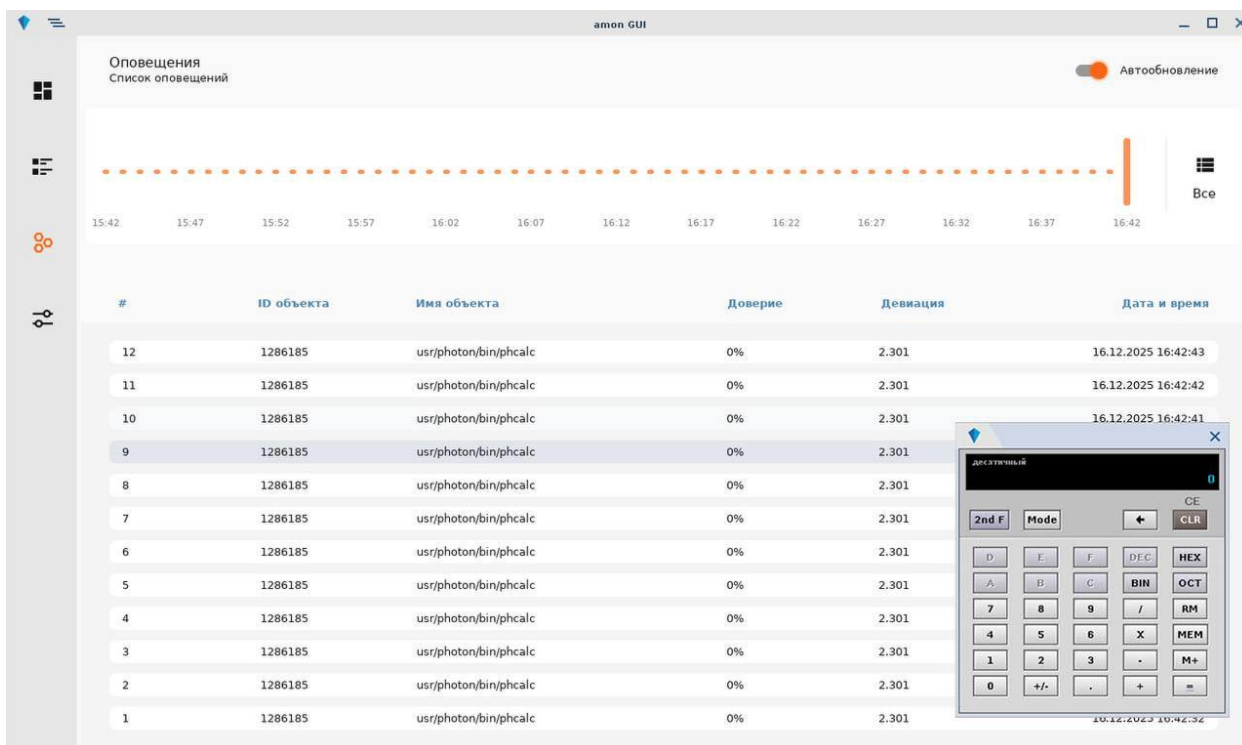 amon GUI
Оповещения
Список оповещений
Автообновление
Все
15:42 15:47 15:52 15:57 16:02 16:07 16:12 16:17 16:22 16:27 16:32 16:37 16:42
# ID объекта Имя объекта Доверие Девиация Дата и время
12 1286185 usr/photon/bin/phcalc 0% 2.301 16.12.2025 16:42:43
11 1286185 usr/photon/bin/phcalc 0% 2.301 16.12.2025 16:42:42
10 1286185 usr/photon/bin/phcalc 0% 2.301 16.12.2025 16:42:41
9 1286185 usr/photon/bin/phcalc 0% 2.301
8 1286185 usr/photon/bin/phcalc 0% 2.301
7 1286185 usr/photon/bin/phcalc 0% 2.301
6 1286185 usr/photon/bin/phcalc 0% 2.301
5 1286185 usr/photon/bin/phcalc 0% 2.301
4 1286185 usr/photon/bin/phcalc 0% 2.301
3 1286185 usr/photon/bin/phcalc 0% 2.301
2 1286185 usr/photon/bin/phcalc 0% 2.301
1 1286185 usr/photon/bin/phcalc 0% 2.301 16.12.2025 16:42:32
десятичный
0
CE
2nd F Mode CLR
D E F DEC HEX
A B C BIN OCT
7 8 9 / RM
4 5 6 X MEM
1 2 3 - M+
0 +/- . + =